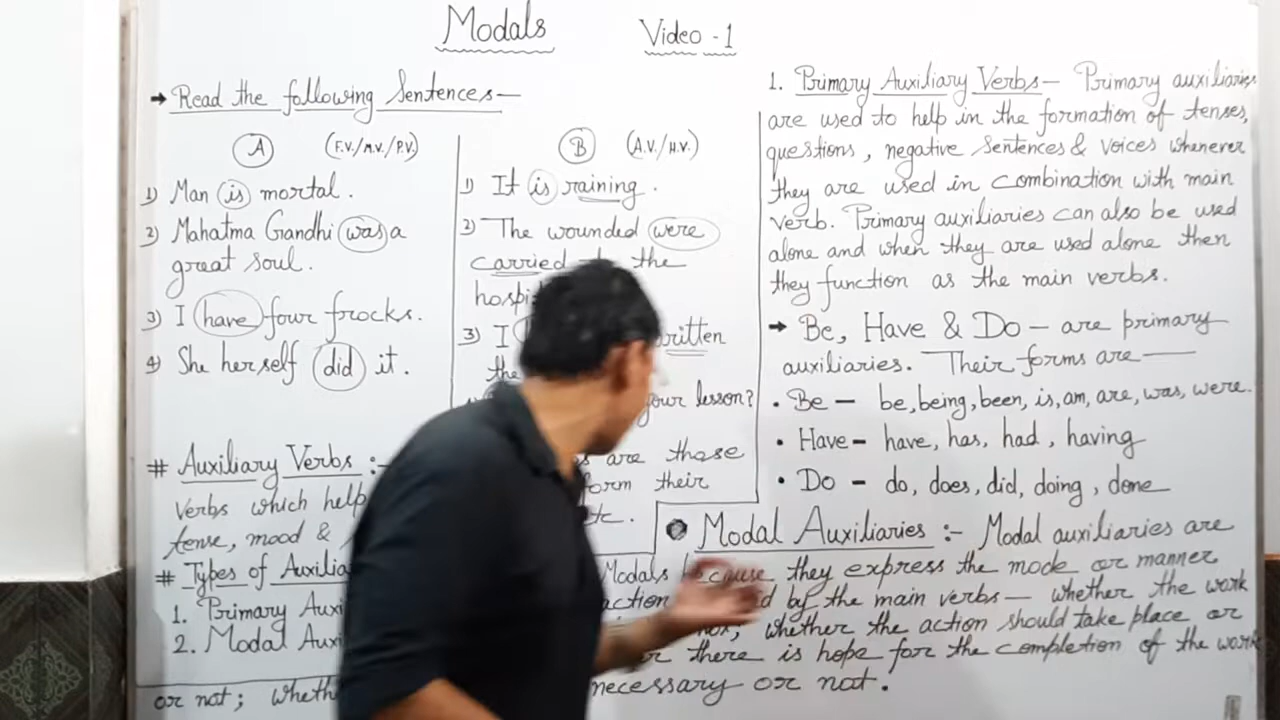 Modals Video - 1
→ Read the following Sentences —
A (F.V./M.V./P.V.)
1) Man is mortal.
2) Mahatma Gandhi was a
great soul.
3) I have four frocks.
4) She herself did it.
B (A.V./H.V.)
1) It is raining.
2) The wounded were
carried to the
3) I written
the
your lesson?
# Auxiliary Verbs :-
are those
Verbs which help form their
tense, mood & etc.
# Types of
1. Primary
2. Modal
1. Primary Auxiliary Verbs — Primary auxiliaries
are used to help in the formation of tenses,
questions, negative sentences & voices whenever
they are used in combination with main
verb. Primary auxiliaries can also be used
alone and when they are used alone then
they function as the main verbs.
→ Be, Have & Do — are primary
auxiliaries. Their forms are —
• Be — be, being, been, is, am, are, was, were.
• Have - have, has, had, having
• Do - do, does, did, doing, done
Modal Auxiliaries :- Modal auxiliaries are
Modals because they express the mode or manner
action by the main verbs — whether the work
whether the action should take place or
there is hope for the completion of the work
or not; necessary or not.